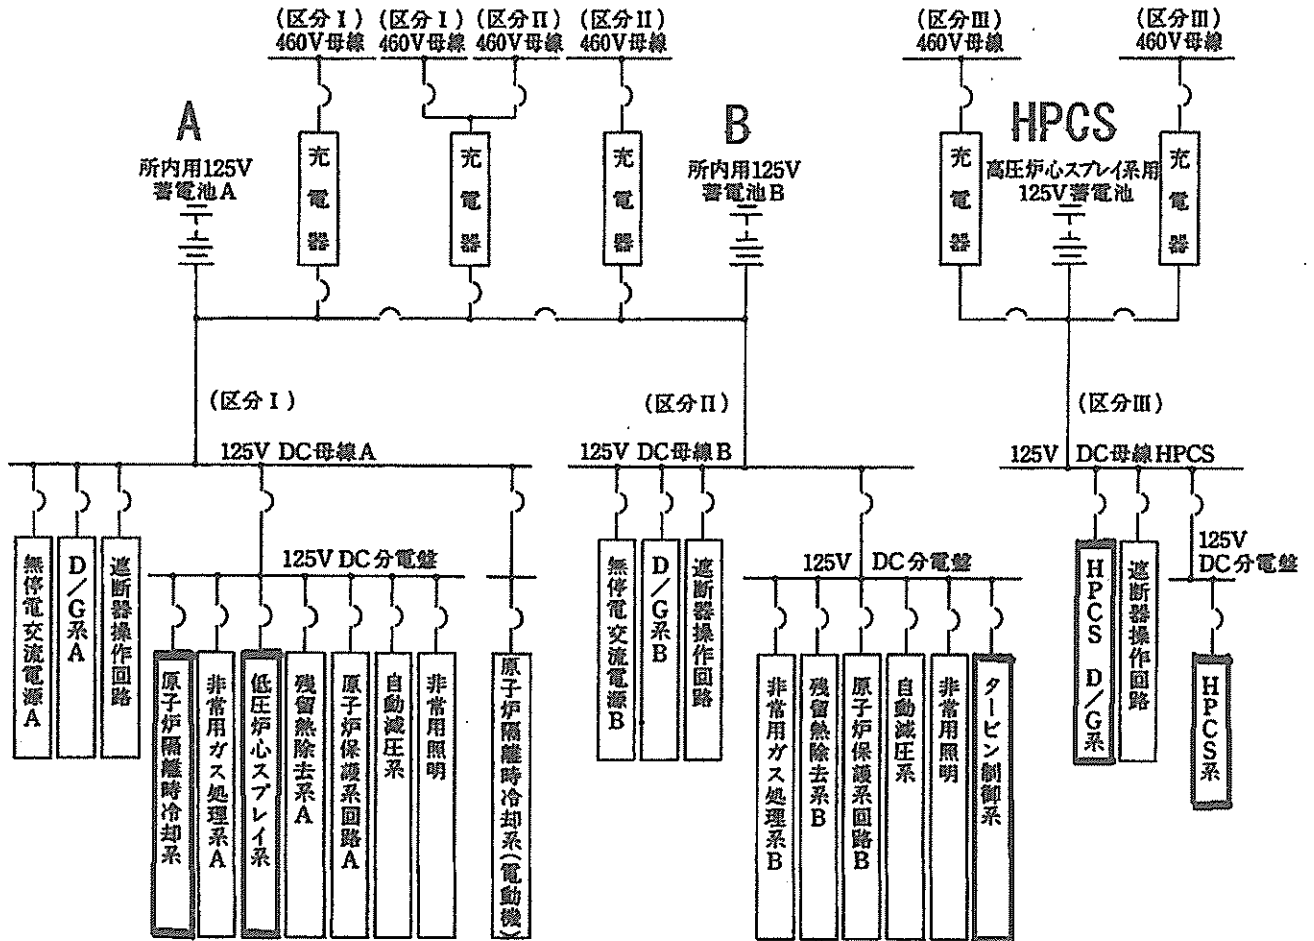 (区分I) (区分I) (区分II) (区分II) (区分III) (区分III)
460V母線 460V母線 460V母線 460V母線 460V母線 460V母線
A
B
HPCS
所内用125V
蓄電池A
充電器
充電器
充電器
所内用125V
蓄電池B
充電器
高圧炉心スプレイ系用
125V蓄電池
充電器
(区分I)
(区分II)
(区分III)
125V DC母線A
125V DC母線B
125V DC母線HPCS
無停電交流電源A
D/G系A
遮断器操作回路
125V DC分電盤
原子炉隔離時冷却系
非常用ガス処理系A
低圧炉心スプレイ系
残留熱除去系A
原子炉保護系回路A
自動減圧系
非常用照明
原子炉隔離時冷却系(電動機)
無停電交流電源B
D/G系B
遮断器操作回路
125V DC分電盤
非常用ガス処理系B
残留熱除去系B
原子炉保護系回路B
自動減圧系
非常用照明
タービン制御系
HPCS D/G系
遮断器操作回路
125V
DC分電盤
HPCS系